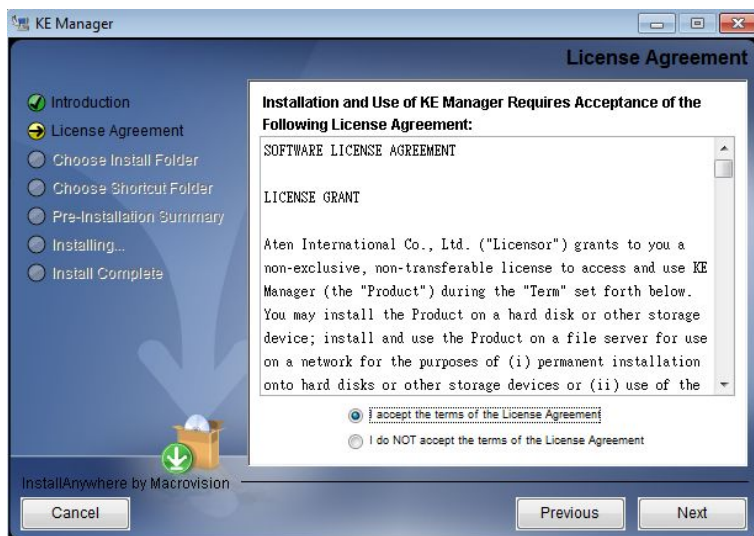 KE Manager
License Agreement
Introduction
License Agreement
Choose Install Folder
Choose Shortcut Folder
Pre-Installation Summary
Installing...
Install Complete
Installation and Use of KE Manager Requires Acceptance of the
Following License Agreement:
SOFTWARE LICENSE AGREEMENT
LICENSE GRANT
Aten International Co., Ltd. ("Licensor") grants to you a
non-exclusive, non-transferable license to access and use KE
Manager (the "Product") during the "Term" set forth below.
You may install the Product on a hard disk or other storage
device; install and use the Product on a file server for use
on a network for the purposes of (i) permanent installation
onto hard disks or other storage devices or (ii) use of the
I accept the terms of the License Agreement
I do NOT accept the terms of the License Agreement
InstallAnywhere by Macrovision
Cancel
Previous
Next